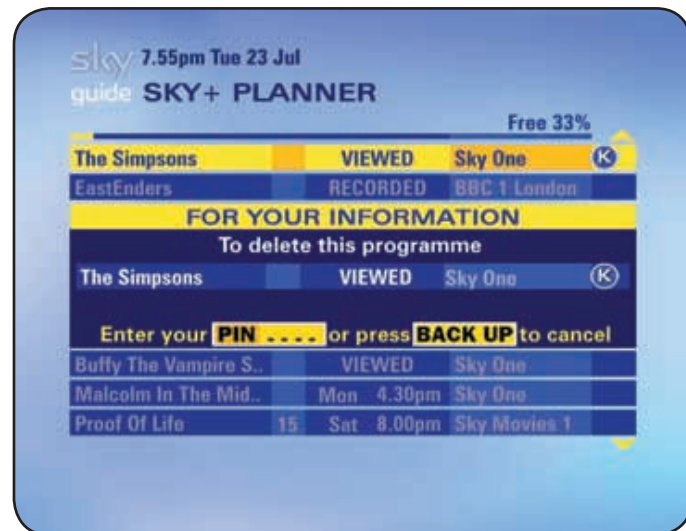 sky 7.55pm Tue 23 Jul
guide SKY+ PLANNER
Free 33%
The Simpsons VIEWED Sky One K
EastEnders RECORDED BBC 1 London
FOR YOUR INFORMATION
To delete this programme
The Simpsons VIEWED Sky One K
Enter your PIN .... or press BACK UP to cancel
Buffy The Vampire S.. VIEWED Sky One
Malcolm In The Mid.. Mon 4.30pm Sky One
Proof Of Life 15 Sat 8.00pm Sky Movies 1